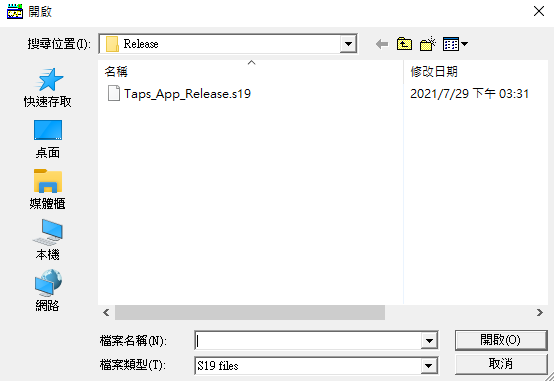 開啟
搜尋位置(I):
Release
名稱
修改日期
Taps_App_Release.s19
2021/7/29 下午 03:31
快速存取
桌面
媒體櫃
本機
網路
檔案名稱(N):
開啟(O)
檔案類型(T):
S19 files
取消